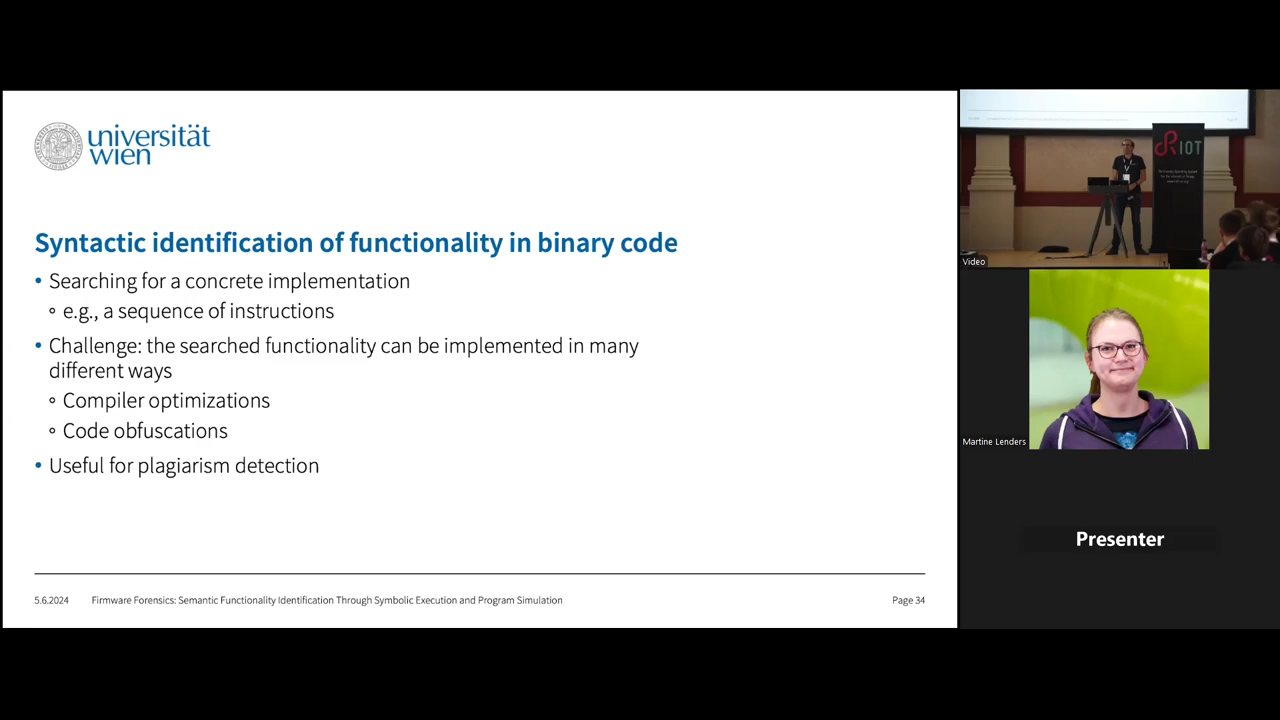 universität
wien
Syntactic identification of functionality in binary code
• Searching for a concrete implementation
◦ e.g., a sequence of instructions
• Challenge: the searched functionality can be implemented in many
different ways
◦ Compiler optimizations
◦ Code obfuscations
• Useful for plagiarism detection
5.6.2024 Firmware Forensics: Semantic Functionality Identification Through Symbolic Execution and Program Simulation Page 34
RIOT
Video
Martine Lenders
Presenter